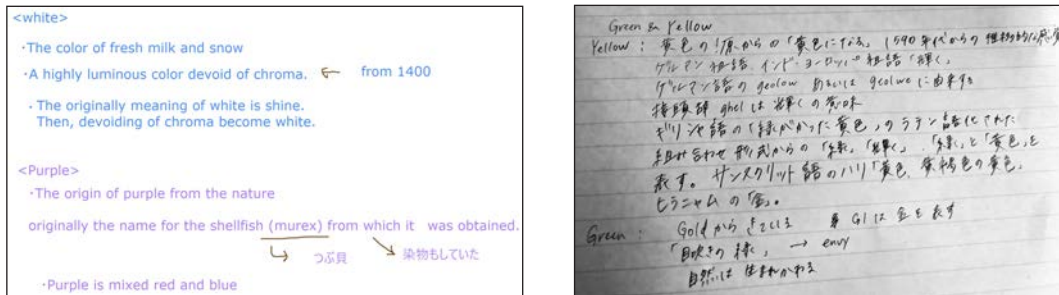 <white>
・The color of fresh milk and snow
・A highly luminous color devoid of chroma. ← from 1400
・The originally meaning of white is shine.
Then, devoiding of chroma become white.
<Purple>
・The origin of purple from the nature
originally the name for the shellfish (murex) from which it was obtained.
つぶ貝 染物もしていた
・Purple is mixed red and blue
Green & Yellow
Yellow : 黄色の 原からの「黄色になる」 1590年代からの
ゲルマン祖語 インド・ヨーロッパ祖語「輝く」
ゲルマン語の geolow あるいは geolwe に由来する
接頭辞 ghel は 輝く の意味
ギリシャ語の「緑がかった黄色」のラテン語化された
組み合わせ形式からの「緑」「輝く」.「緑」と「黄色」を
表す。 サンスクリット語のハリ「黄色、黄褐色の黄色」
ヒラニヤムの「金」。
Green : Goldからきている Glは金を表す
「芽吹きの緑」 → envy
自然は生まれかわる